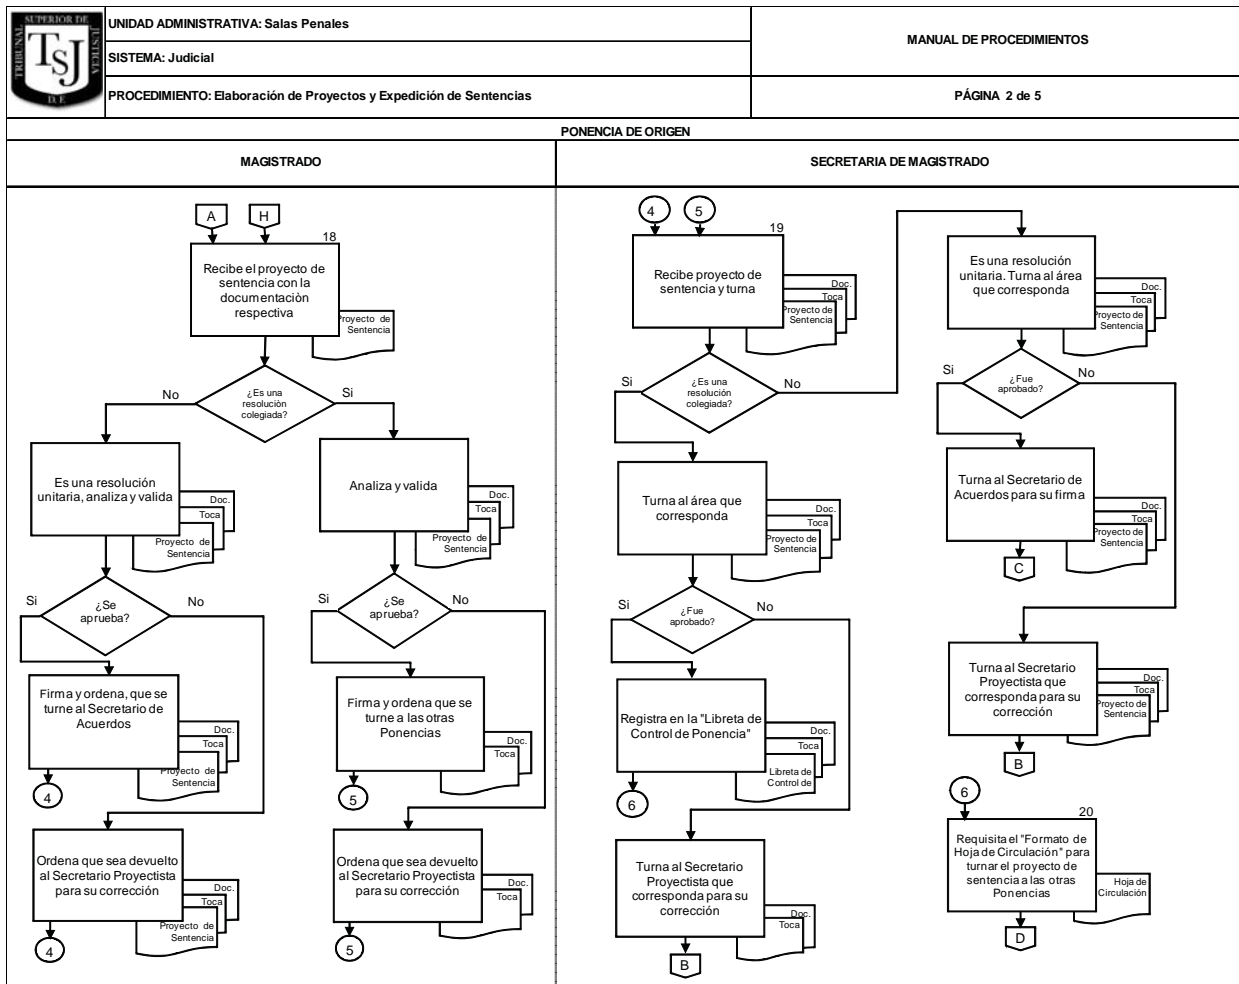 SUPERIOR DE
TRIBUNAL
JUSTICIA
TSJ
D. F.
UNIDAD ADMINISTRATIVA: Salas Penales
SISTEMA: Judicial
PROCEDIMIENTO: Elaboración de Proyectos y Expedición de Sentencias
MANUAL DE PROCEDIMIENTOS
PÁGINA 2 de 5
PONENCIA DE ORIGEN
MAGISTRADO
SECRETARIA DE MAGISTRADO
A
H
18
Recibe el proyecto de
sentencia con la
documentaciòn
respectiva
Proyecto de
Sentencia
¿Es una
resolución
colegiada?
No
Si
Es una resolución
unitaria, analiza y valida
Doc.
Toca
Proyecto de
Sentencia
Analiza y valida
Doc.
Toca
Proyecto de
Sentencia
¿Se
aprueba?
Si
No
¿Se
aprueba?
Si
No
Firma y ordena, que se
turne al Secretario de
Acuerdos
Doc.
Toca
Proyecto de
Sentencia
4
Firma y ordena que se
turne a las otras
Ponencias
Doc.
Toca
5
Ordena que sea devuelto
al Secretario Proyectista
para su corrección
Doc.
Toca
Proyecto de
Sentencia
4
Ordena que sea devuelto
al Secretario Proyectista
para su corrección
Doc.
Toca
5
4
5
19
Recibe proyecto de
sentencia y turna
Doc.
Toca
Proyecto de
Sentencia
¿Es una
resolución
colegiada?
Si
No
Turna al área que
corresponda
Doc.
Toca
Proyecto de
Sentencia
¿Fue
aprobado?
Si
No
Registra en la "Libreta de
Control de Ponencia"
Doc.
Toca
Libreta de
Control de
6
Turna al Secretario
Proyectista que
corresponda para su
corrección
Doc.
Toca
B
Es una resolución
unitaria. Turna al área
que corresponda
Doc.
Toca
Proyecto de
Sentencia
¿Fue
aprobado?
Si
No
Turna al Secretario de
Acuerdos para su firma
Doc.
Toca
Proyecto de
Sentencia
C
Turna al Secretario
Proyectista que
corresponda para su
corrección
Doc.
Toca
Proyecto de
Sentencia
B
6
20
Requisita el "Formato de
Hoja de Circulación" para
turnar el proyecto de
sentencia a las otras
Ponencias
Hoja de
Circulación
D